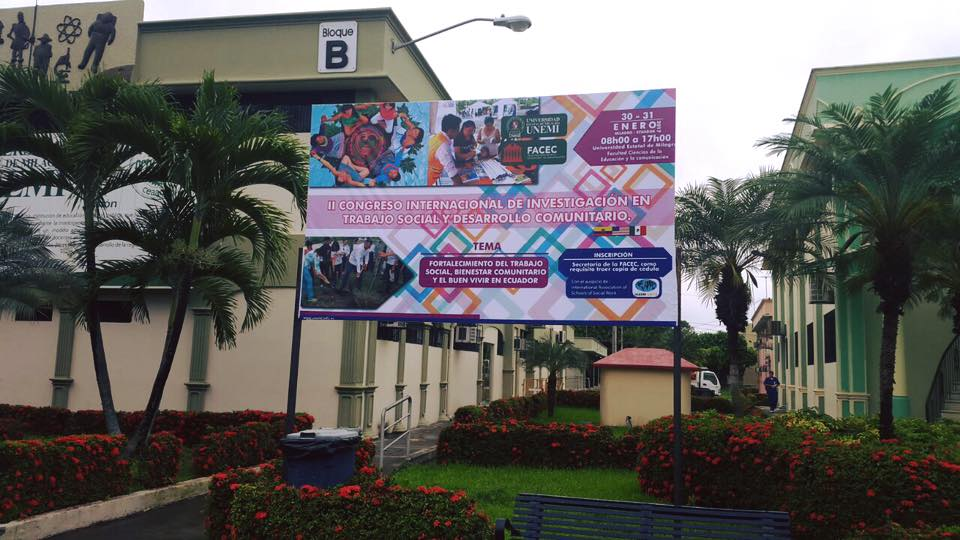 Bloque
B
UNIVERSIDAD
UNEMI
FACEC
30 - 31
ENERO
08h00 a 17h00
Universidad Estatal de Milagro
Facultad Ciencias de la
Educación y la comunicación
II CONGRESO INTERNACIONAL DE INVESTIGACIÓN EN
TRABAJO SOCIAL Y DESARROLLO COMUNITARIO.
TEMA
FORTALECIMIENTO DEL TRABAJO
SOCIAL, BIENESTAR COMUNITARIO
Y EL BUEN VIVIR EN ECUADOR
INSCRIPCIÓN
Secretaría de la FACEC, como
requisito traer copia de cédula
Con el auspicio de
International Association of
Schools of Social Work
DE MILA